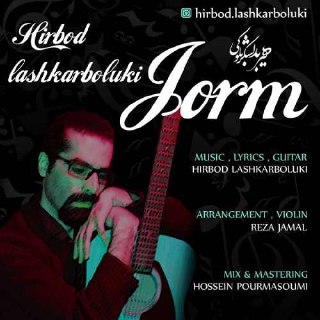 hirbod.lashkarboluki
Hirbod
lashkarboluki
Jorm
هیربد لشکربلوکی
MUSIC , LYRICS , GUITAR
HIRBOD LASHKARBOLUKI
ARRANGEMENT , VIOLIN
REZA JAMAL
MIX & MASTERING
HOSSEIN POURMASOUMI